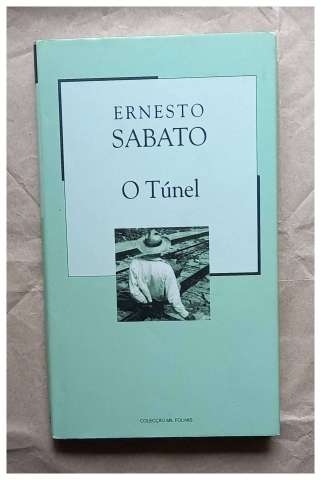 ERNESTO
SABATO
O Túnel
COLECÇÃO MIL FOLHAS